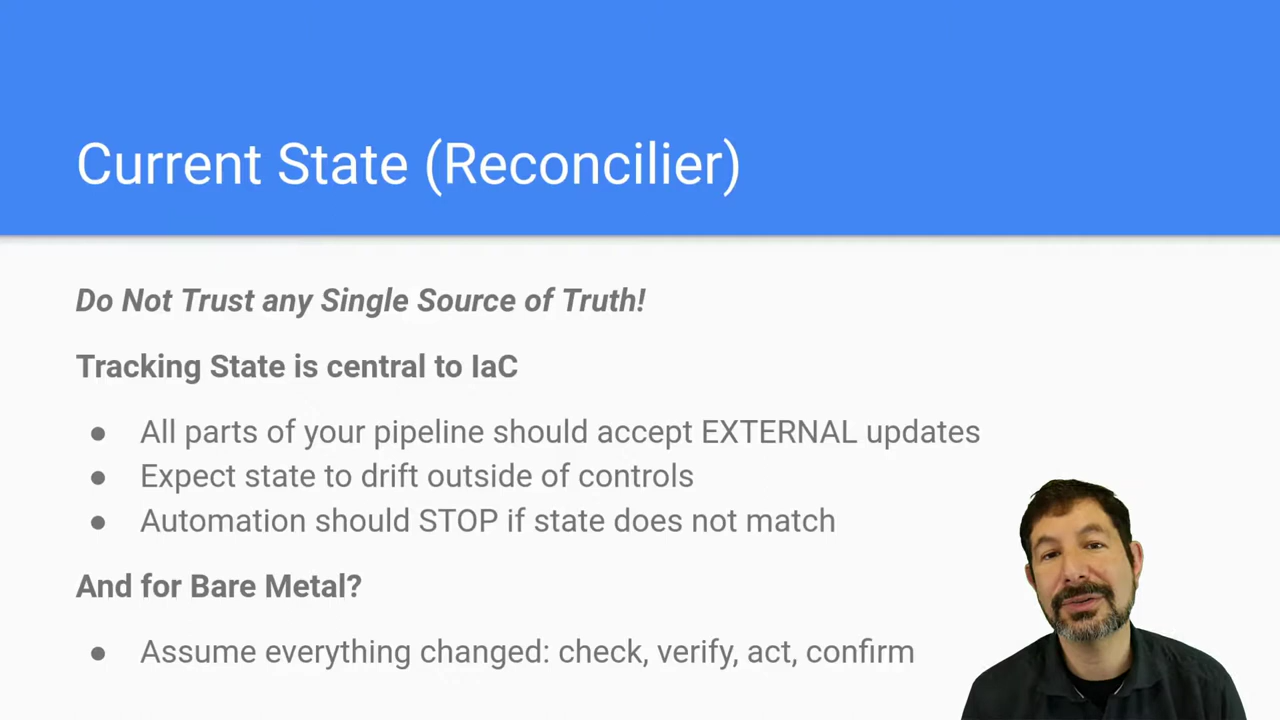 Current State (Reconcilier)
Do Not Trust any Single Source of Truth!
Tracking State is central to IaC
● All parts of your pipeline should accept EXTERNAL updates
● Expect state to drift outside of controls
● Automation should STOP if state does not match
And for Bare Metal?
● Assume everything changed: check, verify, act, confirm